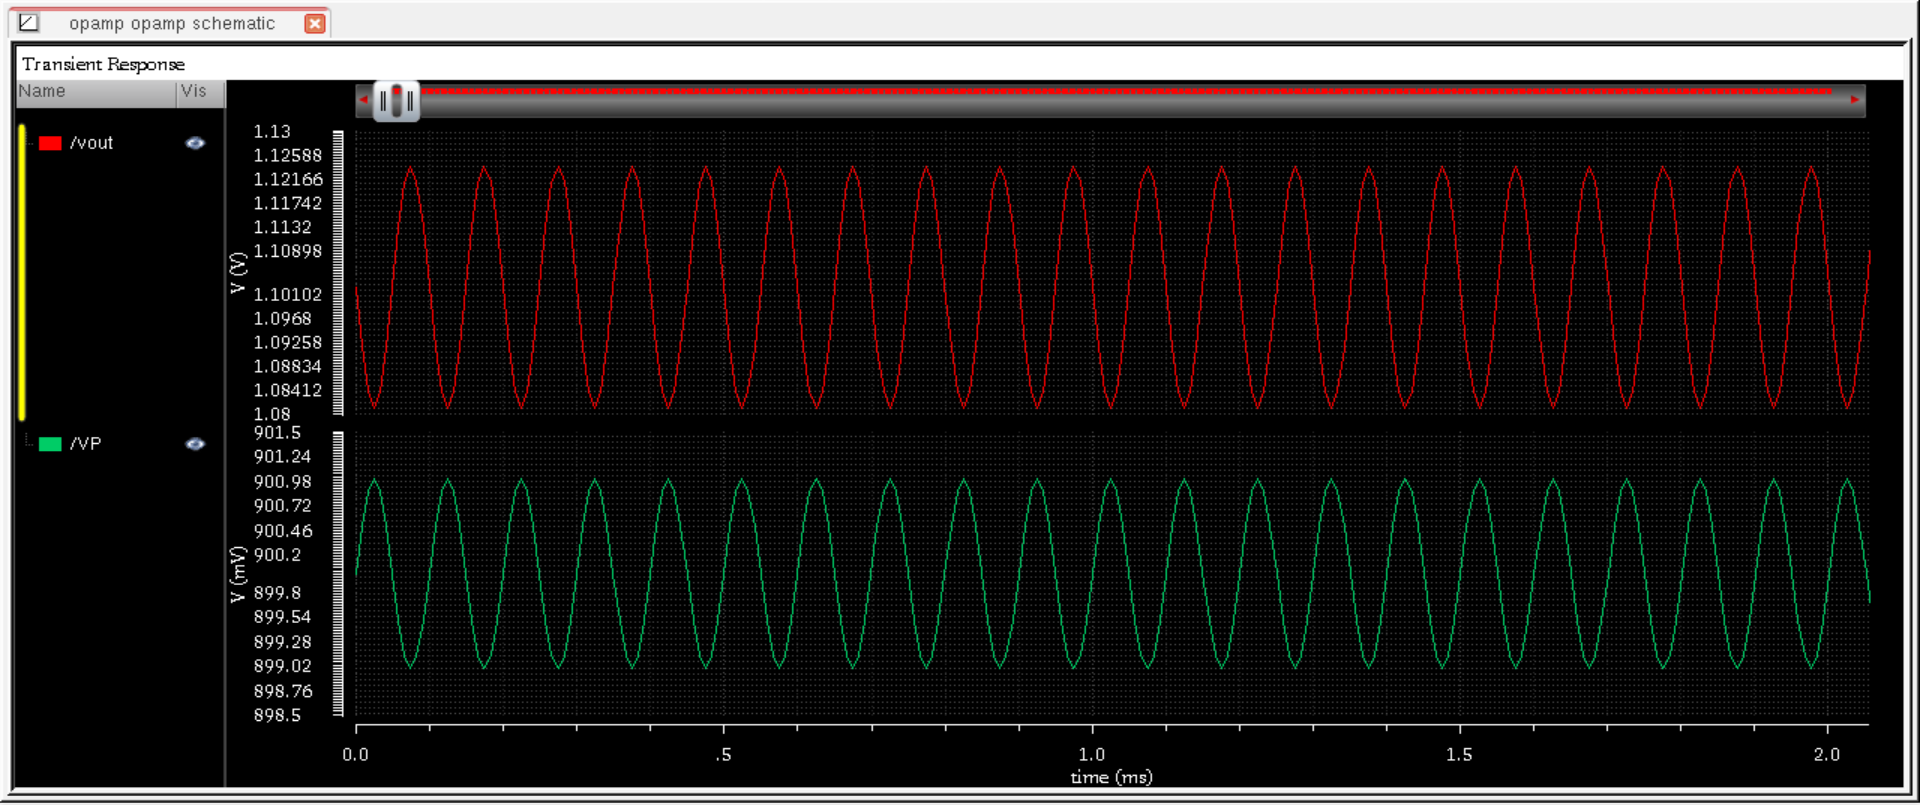 opamp opamp schematic
Transient Response
Name Vis
/vout
1.13
1.12588
1.12166
1.11742
1.1132
1.10898
V (V)
1.10102
1.0968
1.09258
1.08834
1.08412
1.08
/VP
901.5
901.24
900.98
900.72
900.46
900.2
V (mV)
899.8
899.54
899.28
899.02
898.76
898.5
0.0 .5 1.0 1.5 2.0
time (ms)